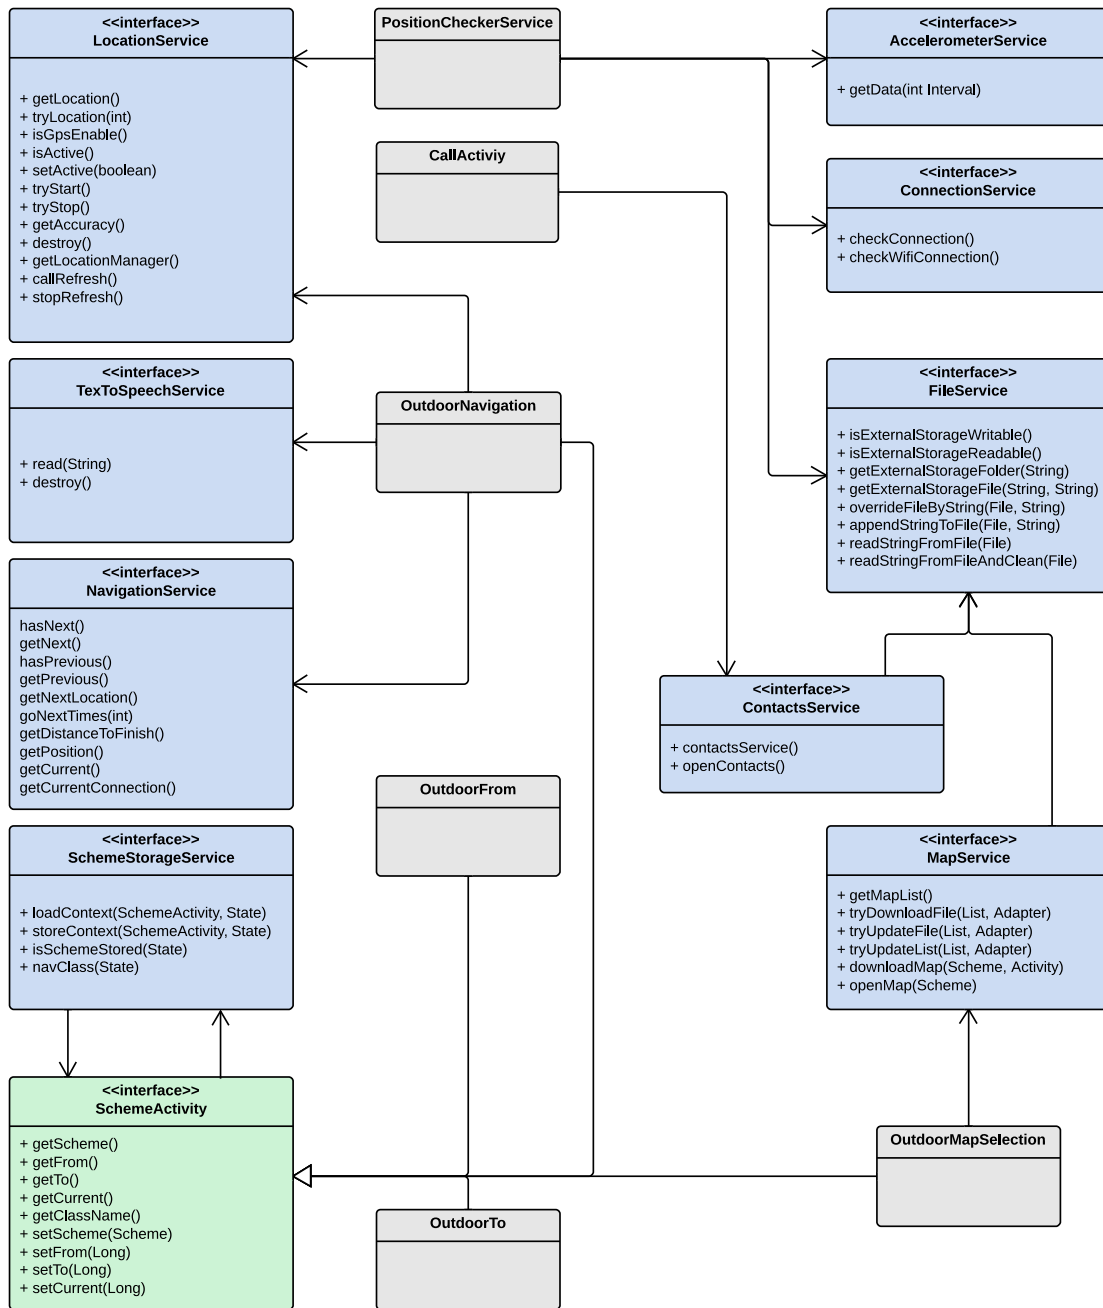 <<interface>>
LocationService
+ getLocation()
+ tryLocation(int)
+ isGpsEnable()
+ isActive()
+ setActive(boolean)
+ tryStart()
+ tryStop()
+ getAccuracy()
+ destroy()
+ getLocationManager()
+ callRefresh()
+ stopRefresh()
PositionCheckerService
<<interface>>
AccelerometerService
+ getData(int Interval)
CallActiviy
<<interface>>
ConnectionService
+ checkConnection()
+ checkWifiConnection()
<<interface>>
TexToSpeechService
+ read(String)
+ destroy()
OutdoorNavigation
<<interface>>
FileService
+ isExternalStorageWritable()
+ isExternalStorageReadable()
+ getExternalStorageFolder(String)
+ getExternalStorageFile(String, String)
+ overrideFileByString(File, String)
+ appendStringToFile(File, String)
+ readStringFromFile(File)
+ readStringFromFileAndClean(File)
<<interface>>
NavigationService
hasNext()
getNext()
hasPrevious()
getPrevious()
getNextLocation()
goNextTimes(int)
getDistanceToFinish()
getPosition()
getCurrent()
getCurrentConnection()
<<interface>>
ContactsService
+ contactsService()
+ openContacts()
OutdoorFrom
<<interface>>
SchemeStorageService
+ loadContext(SchemeActivity, State)
+ storeContext(SchemeActivity, State)
+ isSchemeStored(State)
+ navClass(State)
<<interface>>
MapService
+ getMapList()
+ tryDownloadFile(List, Adapter)
+ tryUpdateFile(List, Adapter)
+ tryUpdateList(List, Adapter)
+ downloadMap(Scheme, Activity)
+ openMap(Scheme)
<<interface>>
SchemeActivity
+ getScheme()
+ getFrom()
+ getTo()
+ getCurrent()
+ getClassName()
+ setScheme(Scheme)
+ setFrom(Long)
+ setTo(Long)
+ setCurrent(Long)
OutdoorMapSelection
OutdoorTo